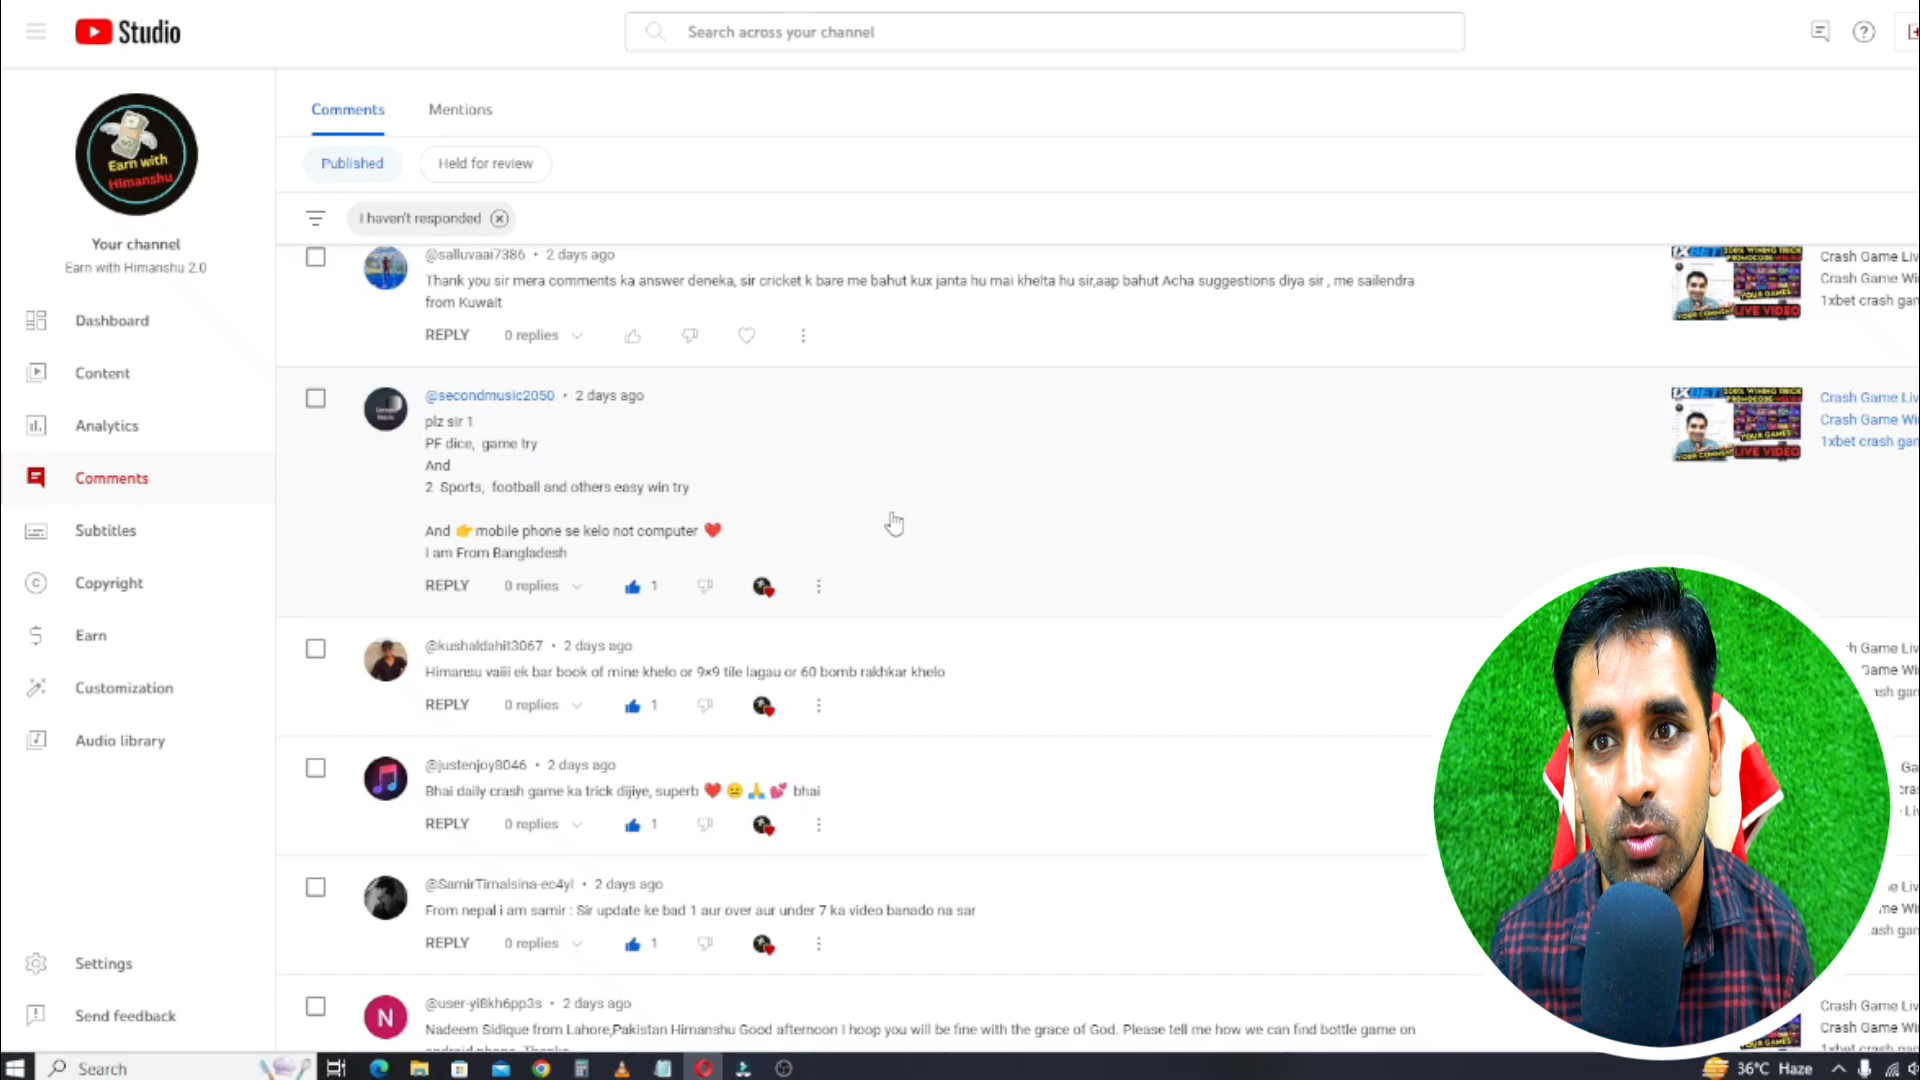 Studio
Search across your channel
Earn with
Himanshu
Your channel
Earn with Himanshu 2.0
Dashboard
Content
Analytics
Comments
Subtitles
Copyright
Earn
Customization
Audio library
Settings
Send feedback
Comments Mentions
Published Held for review
I haven't responded
@salluvaai7386 • 2 days ago
Thank you sir mera comments ka answer deneka, sir cricket k bare me bahut kux janta hu mai khelta hu sir,aap bahut Acha suggestions diya sir , me sailendra
from Kuwait
REPLY 0 replies
Crash Game Liv
Crash Game Wi
1xbet crash gar
@secondmusic2050 • 2 days ago
plz sir 1
PF dice, game try
And
2 Sports, football and others easy win try
And 👉 mobile phone se kelo not computer ❤️
I am From Bangladesh
REPLY 0 replies 1
Crash Game Liv
Crash Game Wi
1xbet crash gar
@kushaldahit3067 • 2 days ago
Himansu vaiii ek bar book of mine khelo or 9×9 tile lagau or 60 bomb rakhkar khelo
REPLY 0 replies 1
@justenjoy8046 • 2 days ago
Bhai daily crash game ka trick dijiye, superb ❤️ 😐 🙏 💕 bhai
REPLY 0 replies 1
@SamirTimalsina-ec4yl • 2 days ago
From nepal i am samir : Sir update ke bad 1 aur over aur under 7 ka video banado na sar
REPLY 0 replies 1
N
@user-yi8kh6pp3s • 2 days ago
Nadeem Sidique from Lahore,Pakistan Himanshu Good afternoon I hoop you will be fine with the grace of God. Please tell me how we can find bottle game on
Crash Game Liv
Crash Game Wi
Search
36°C Haze